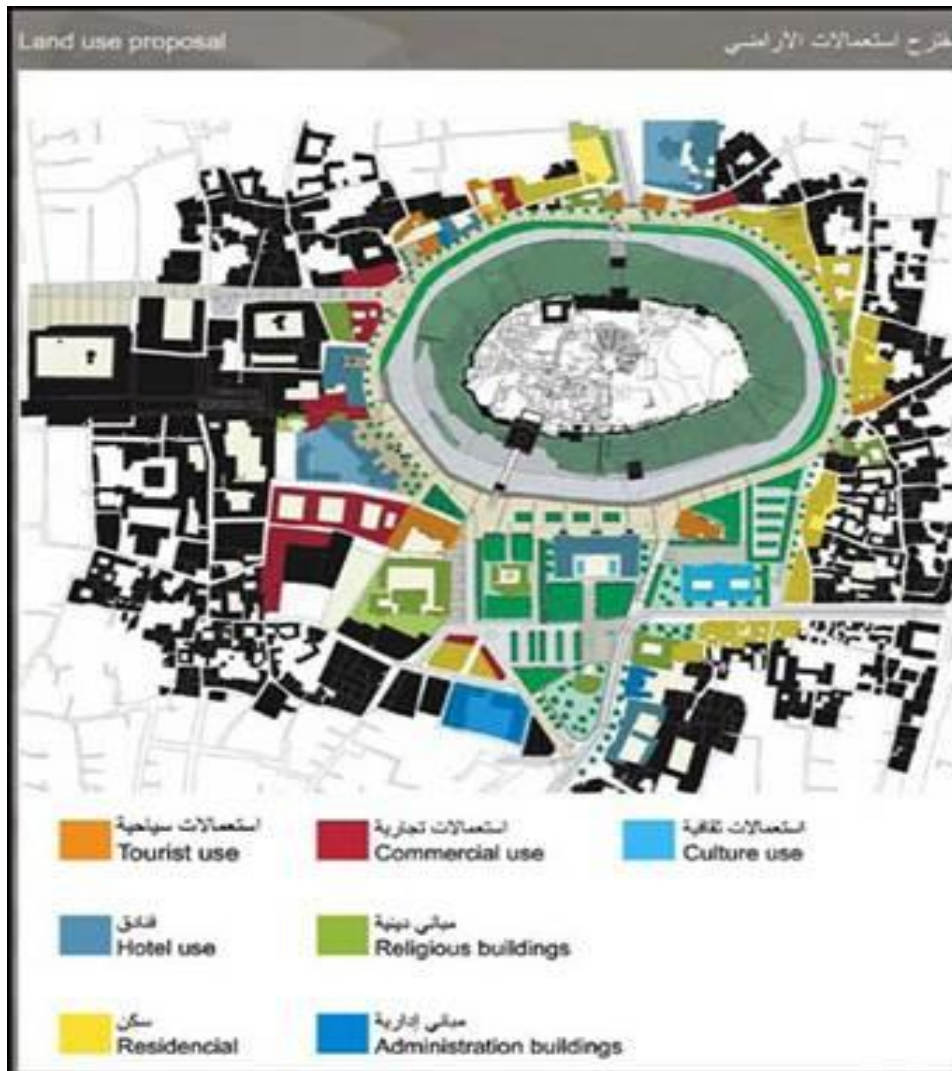 Land use proposal
مقترح استعمالات الأراضي
استعمالات سياحية
Tourist use
استعمالات تجارية
Commercial use
استعمالات ثقافية
Culture use
فنادق
Hotel use
مباني دينية
Religious buildings
سكن
Residencial
مباني إدارية
Administration buildings